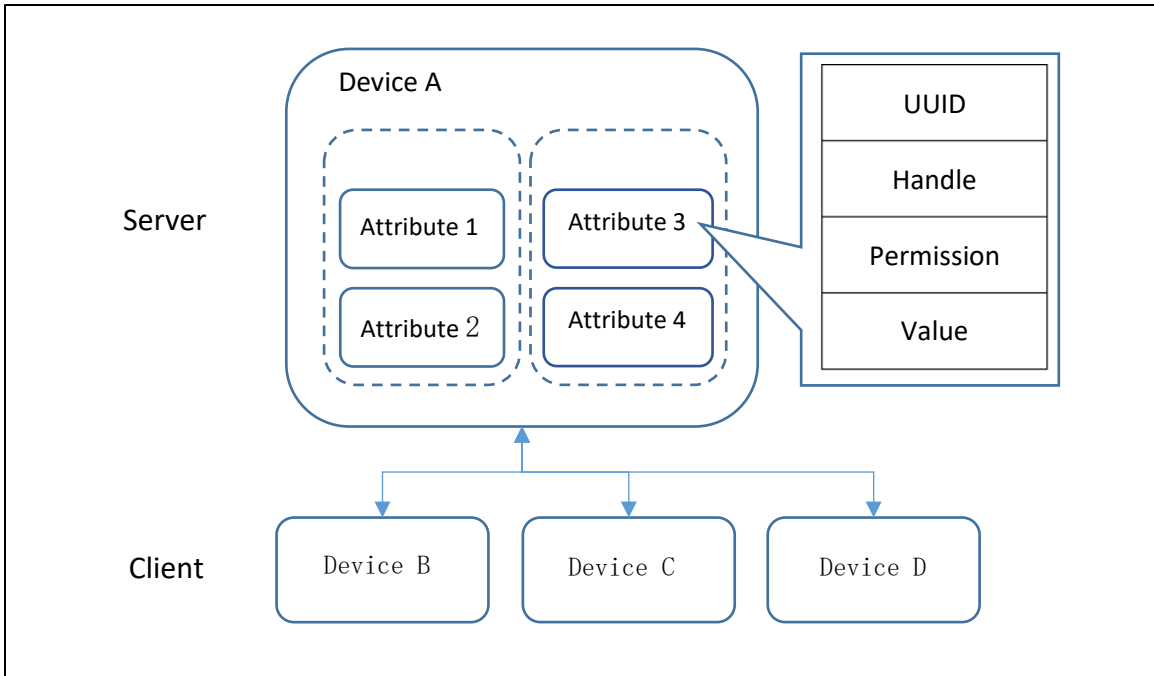 Device A
UUID
Handle
Permission
Value
Server
Attribute 1
Attribute 3
Attribute 2
Attribute 4
Client
Device B
Device C
Device D